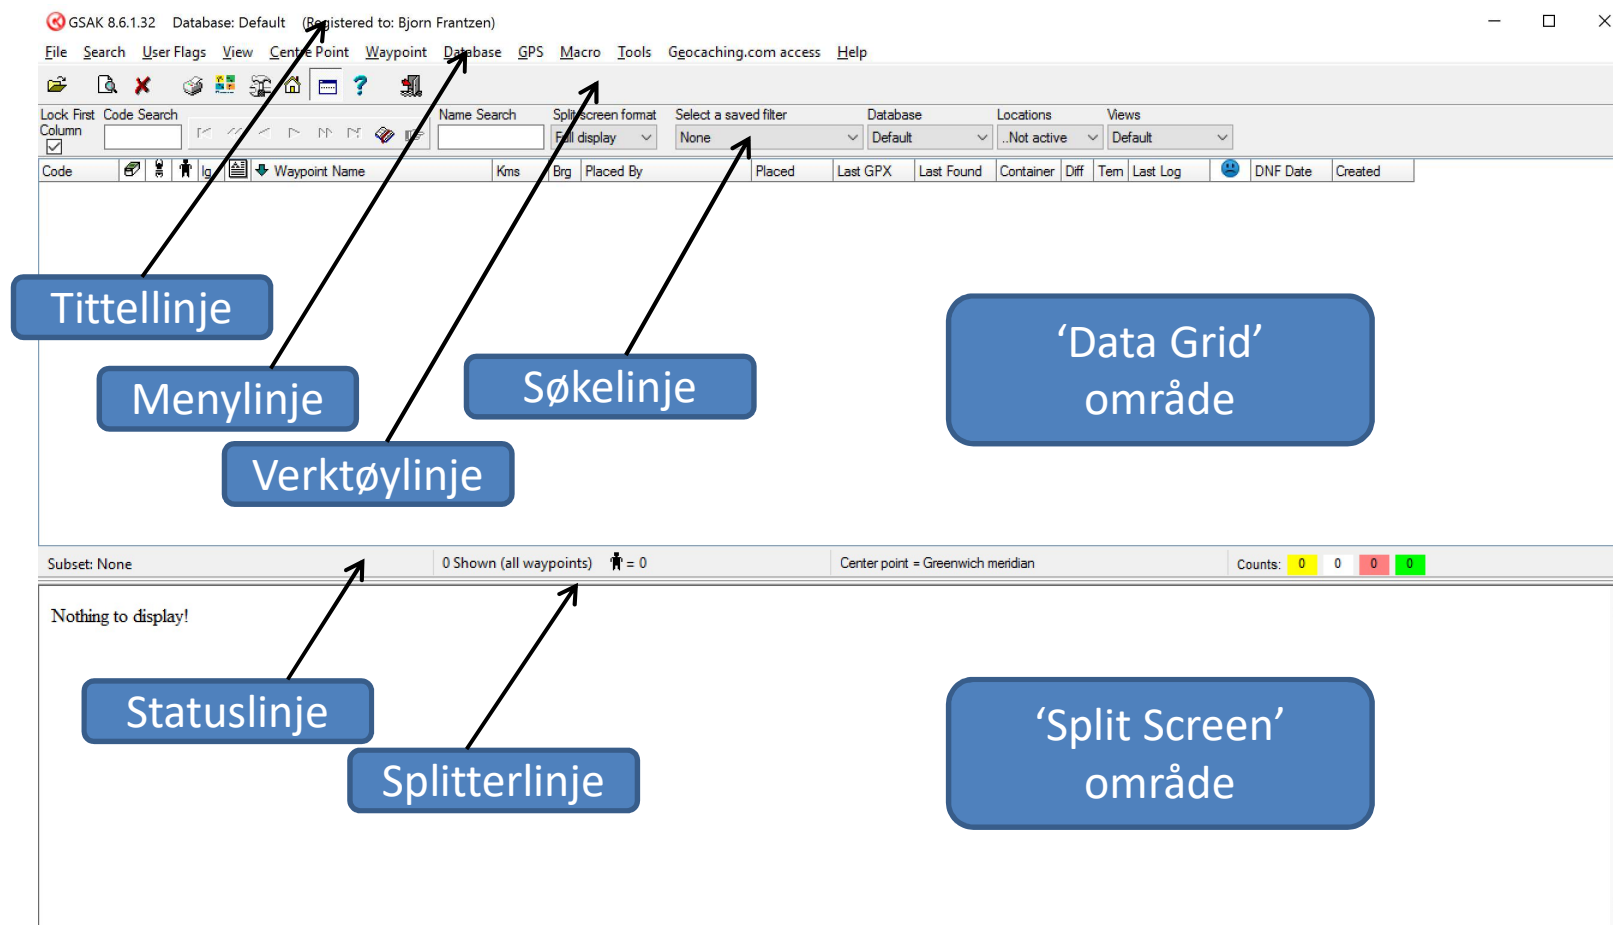 GSAK 8.6.1.32 Database: Default (Registered to: Bjorn Frantzen)
File Search User Flags View Centre Point Waypoint Database GPS Macro Tools Geocaching.com access Help
Lock First Column Code Search Name Search Split screen format Select a saved filter Database Locations Views
Full display None Default ..Not active Default
Code Ig Waypoint Name Kms Brg Placed By Placed Last GPX Last Found Container Diff Terr Last Log DNF Date Created
Tittellinje
Menylinje
Verktøylinje
Søkelinje
‘Data Grid’
område
Subset: None 0 Shown (all waypoints) = 0 Center point = Greenwich meridian Counts: 0 0 0 0
Nothing to display!
Statuslinje
Splitterlinje
‘Split Screen’
område